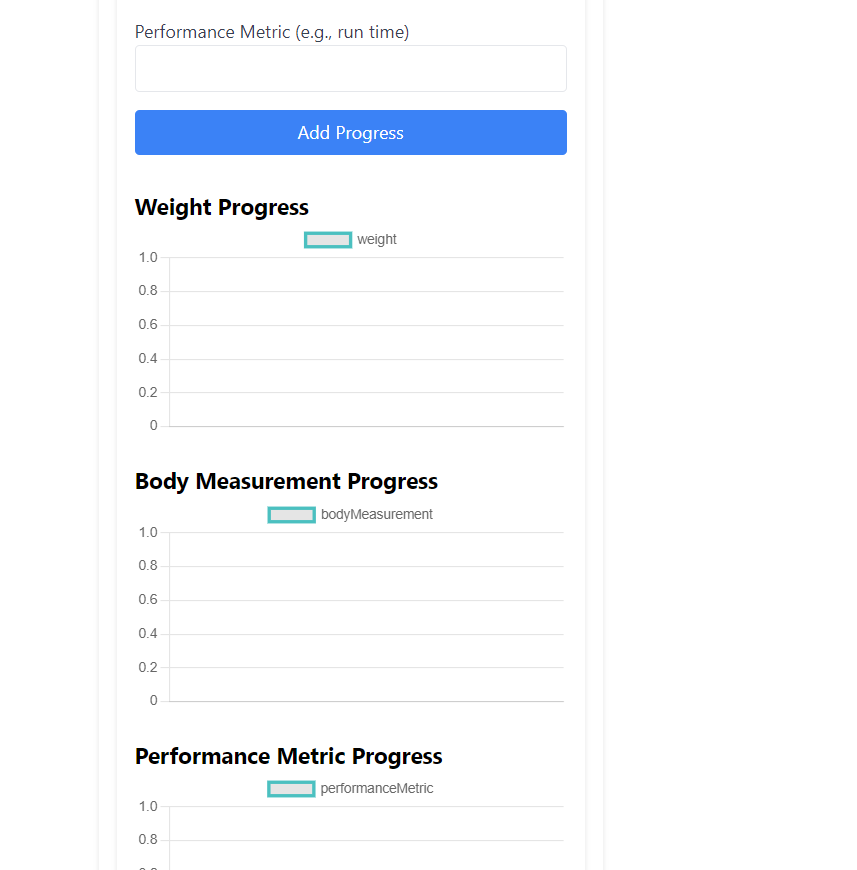 Performance Metric (e.g., run time)
Add Progress
Weight Progress
weight
1.0
0.8
0.6
0.4
0.2
0
Body Measurement Progress
bodyMeasurement
1.0
0.8
0.6
0.4
0.2
0
Performance Metric Progress
performanceMetric
1.0
0.8